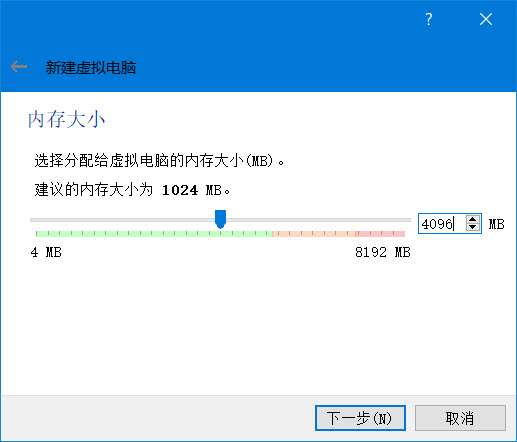 ?
新建虚拟电脑
内存大小
选择分配给虚拟电脑的内存大小(MB)。
建议的内存大小为 1024 MB。
4096 MB
4 MB 8192 MB
下一步(N) 取消